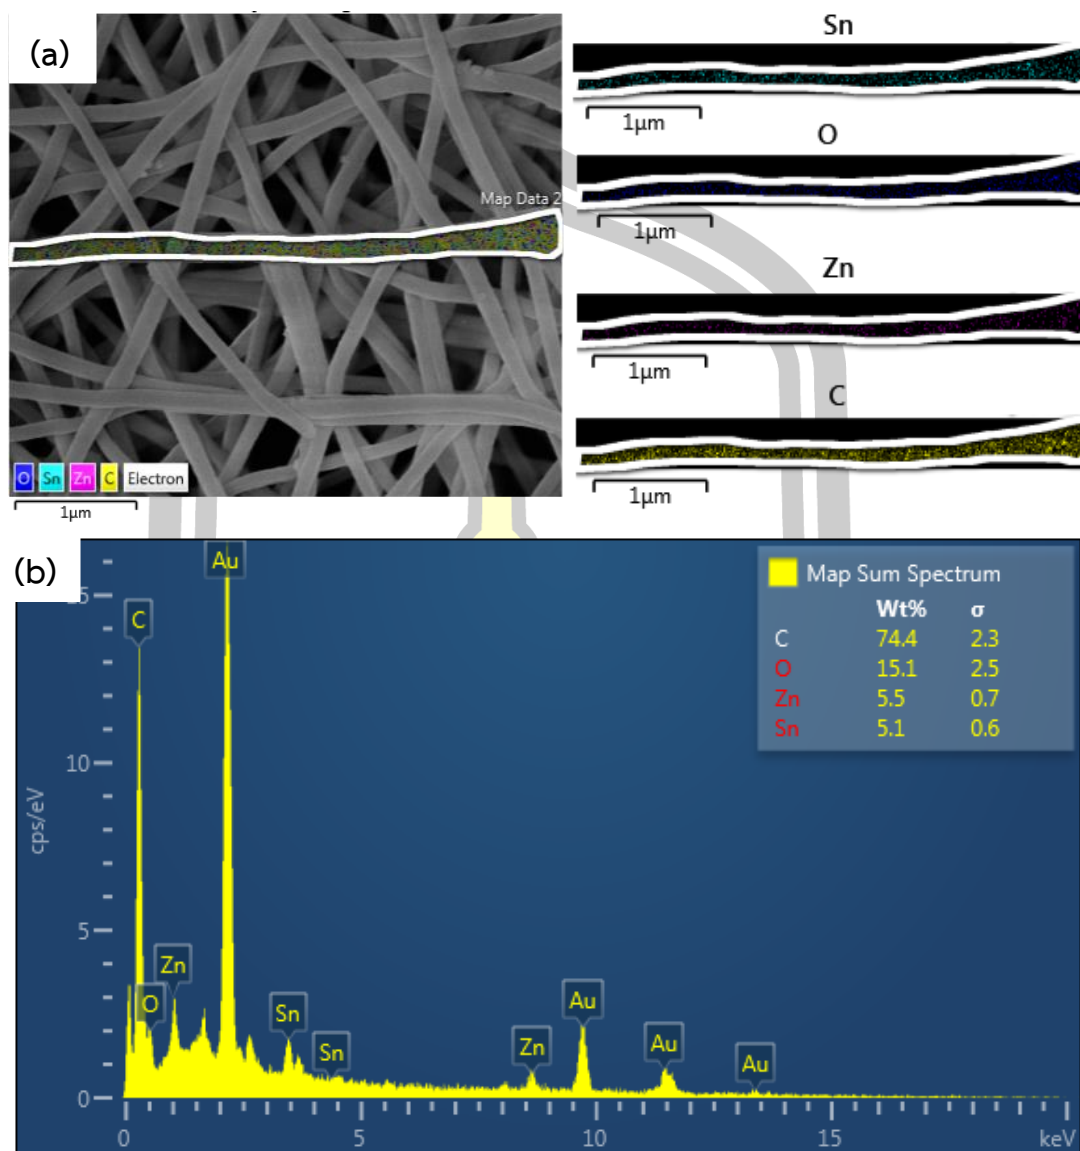 (a)
Map Data 2
O Sn Zn C Electron
1μm
Sn
1μm
O
1μm
Zn
1μm
C
1μm
(b)
Map Sum Spectrum
Wt% σ
C 74.4 2.3
O 15.1 2.5
Zn 5.5 0.7
Sn 5.1 0.6
cps/eV
10
5
0
C
O
Zn
Au
Sn
Sn
Zn
Au
Au
Au
0 5 10 15 keV